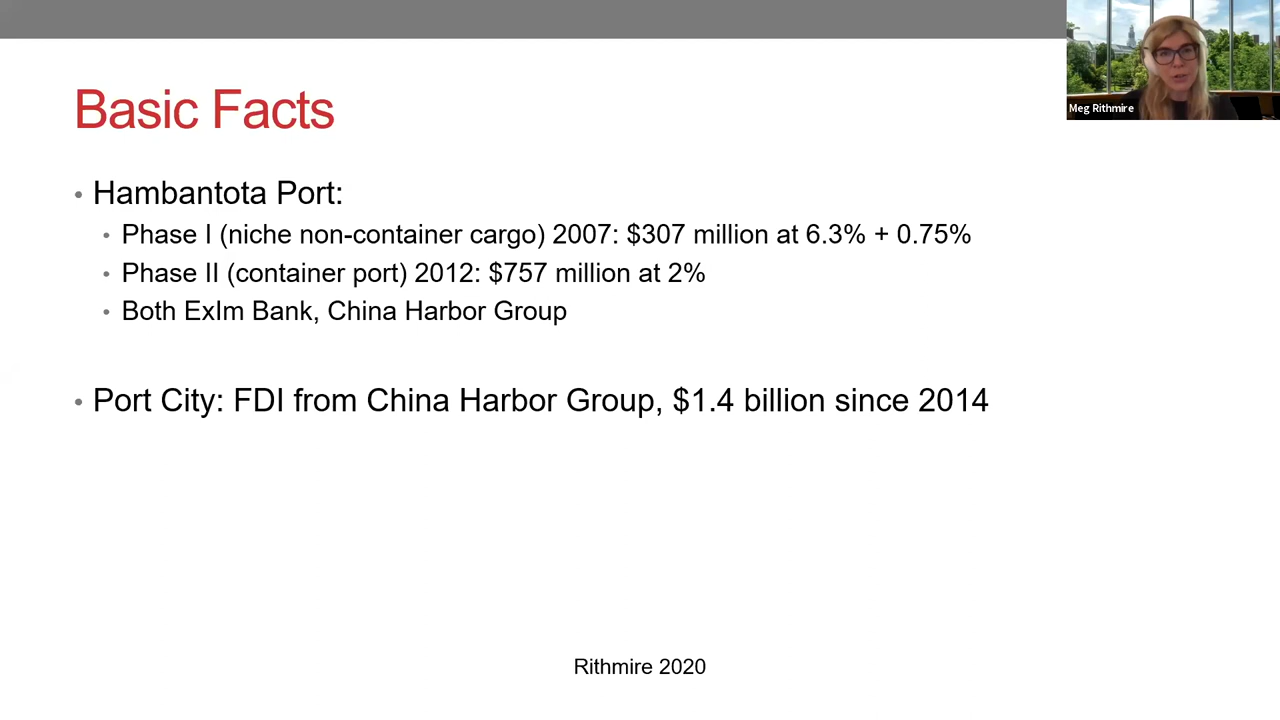 Meg Rithmire
Basic Facts
• Hambantota Port:
• Phase I (niche non-container cargo) 2007: $307 million at 6.3% + 0.75%
• Phase II (container port) 2012: $757 million at 2%
• Both ExIm Bank, China Harbor Group
• Port City: FDI from China Harbor Group, $1.4 billion since 2014
Rithmire 2020